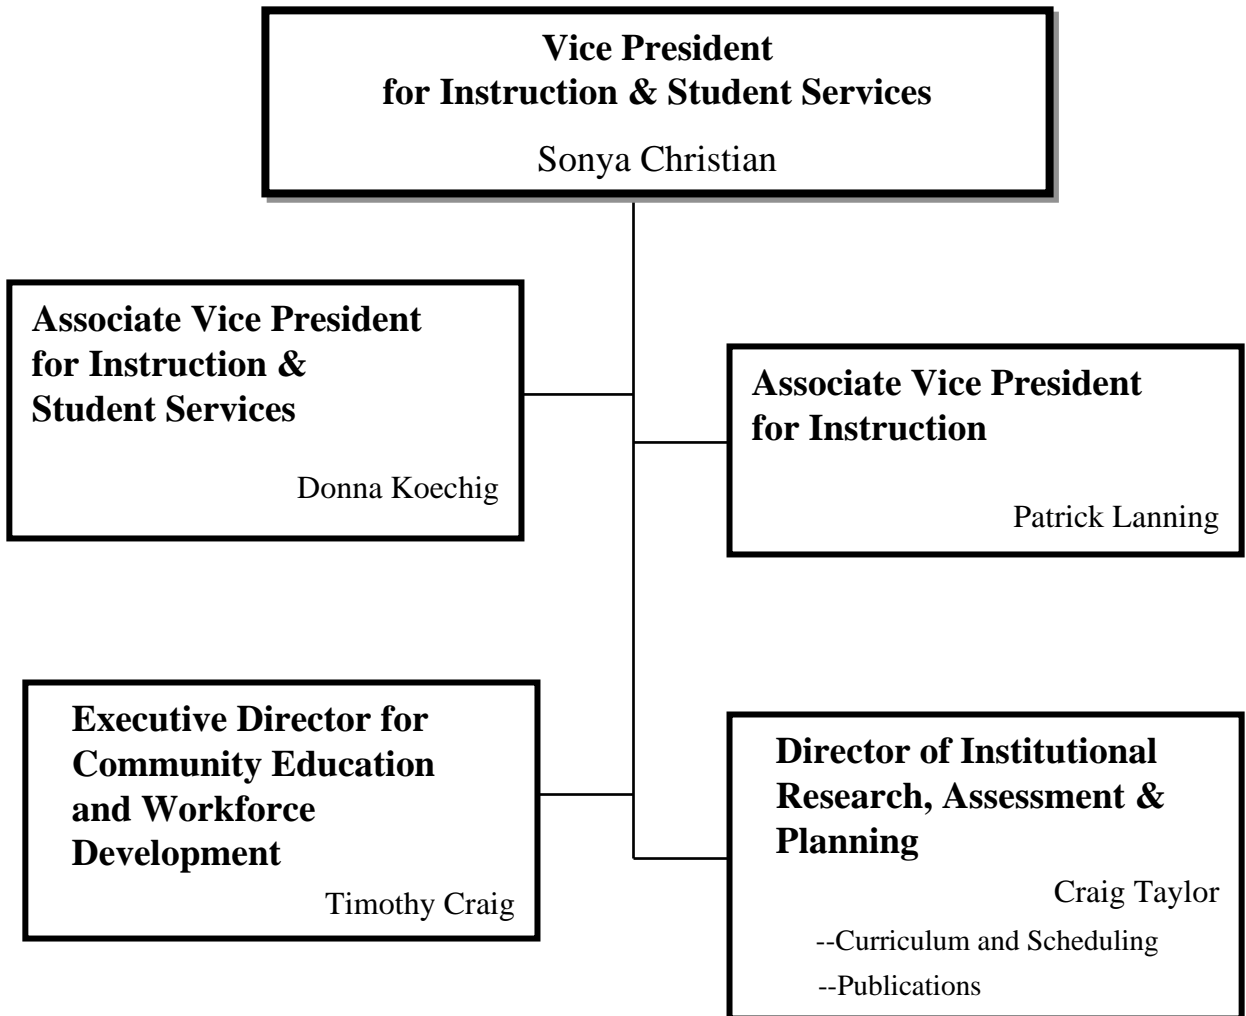 Vice President
for Instruction & Student Services
Sonya Christian
Associate Vice President
for Instruction &
Student Services
Donna Koechig
Associate Vice President
for Instruction
Patrick Lanning
Executive Director for
Community Education
and Workforce
Development
Timothy Craig
Director of Institutional
Research, Assessment &
Planning
Craig Taylor
--Curriculum and Scheduling
--Publications